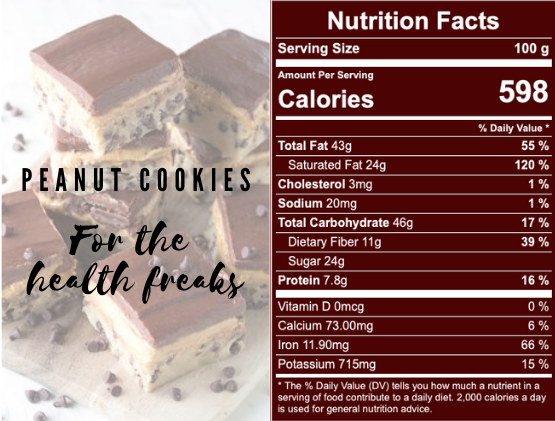 PEANUT COOKIES
For the
health freaks
Nutrition Facts
Serving Size 100 g
Amount Per Serving
Calories 598
% Daily Value *
Total Fat 43g 55 %
Saturated Fat 24g 120 %
Cholesterol 3mg 1 %
Sodium 20mg 1 %
Total Carbohydrate 46g 17 %
Dietary Fiber 11g 39 %
Sugar 24g
Protein 7.8g 16 %
Vitamin D 0mcg 0 %
Calcium 73.00mg 6 %
Iron 11.90mg 66 %
Potassium 715mg 15 %
* The % Daily Value (DV) tells you how much a nutrient in a
serving of food contribute to a daily diet. 2,000 calories a day
is used for general nutrition advice.